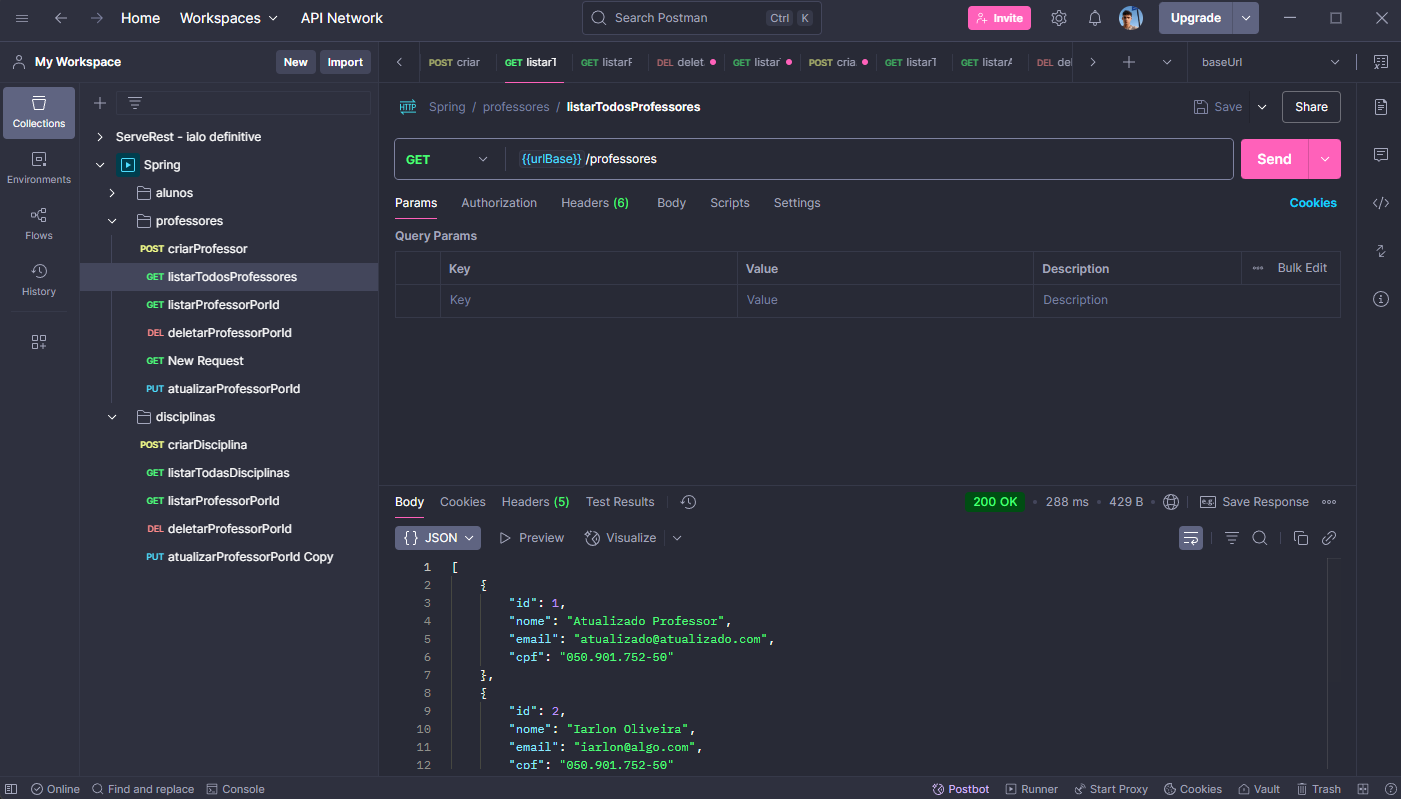 Home Workspaces API Network Search Postman Ctrl K Invite Upgrade
My Workspace New Import
POST criar GET listarT GET listarP DEL delet GET listar POST cria GET listarT GET listarA DEL del baseUrl
Collections
Environments
Flows
History
ServeRest - ialo definitive
Spring
alunos
professores
POST criarProfessor
GET listarTodosProfessores
GET listarProfessorPorId
DEL deletarProfessorPorId
GET New Request
PUT atualizarProfessorPorId
disciplinas
POST criarDisciplina
GET listarTodasDisciplinas
GET listarProfessorPorId
DEL deletarProfessorPorId
PUT atualizarProfessorPorId Copy
HTTP Spring / professores / listarTodosProfessores Save Share
GET {{urlBase}} /professores Send
Params Authorization Headers (6) Body Scripts Settings Cookies
Query Params
Key Value Description Bulk Edit
Key Value Description
Body Cookies Headers (5) Test Results 200 OK 288 ms 429 B e.g. Save Response
{} JSON Preview Visualize
1 [
2 {
3 "id": 1,
4 "nome": "Atualizado Professor",
5 "email": "atualizado@atualizado.com",
6 "cpf": "050.901.752-50"
7 },
8 {
9 "id": 2,
10 "nome": "Iarlon Oliveira",
11 "email": "iarlon@algo.com",
12 "cpf": "050.901.752-50"
Online Find and replace Console Postbot Runner Start Proxy Cookies Vault Trash